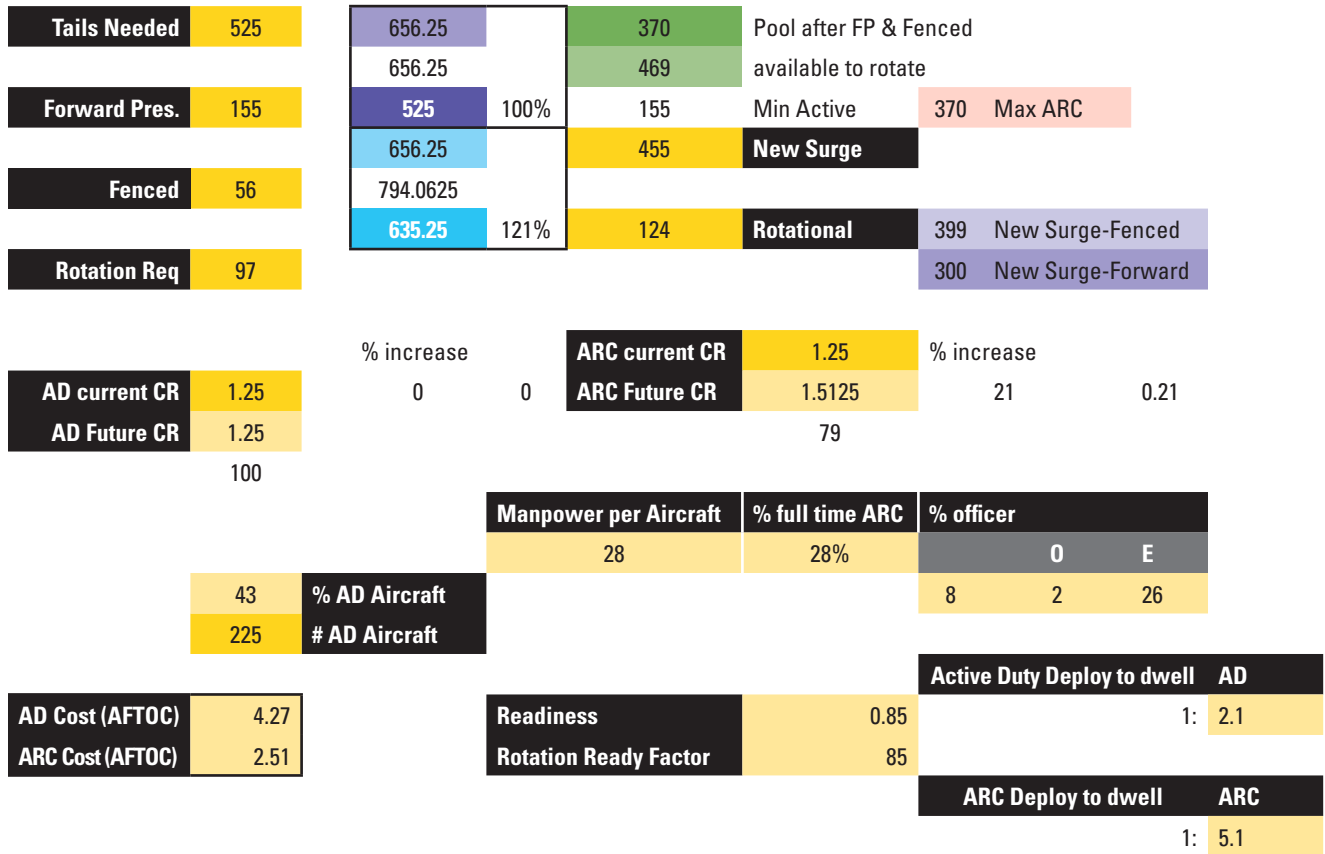 Tails Needed 525 656.25 370 Pool after FP & Fenced
656.25 469 available to rotate
Forward Pres. 155 525 100% 155 Min Active 370 Max ARC
656.25 455 New Surge
Fenced 56 794.0625
635.25 121% 124 Rotational 399 New Surge-Fenced
Rotation Req 97 300 New Surge-Forward
% increase ARC current CR 1.25 % increase
AD current CR 1.25 0 0 ARC Future CR 1.5125 21 0.21
AD Future CR 1.25 79
100
Manpower per Aircraft % full time ARC % officer
28 28% O E
43 % AD Aircraft 8 2 26
225 # AD Aircraft
Active Duty Deploy to dwell AD
AD Cost (AFTOC) 4.27 Readiness 0.85 1: 2.1
ARC Cost (AFTOC) 2.51 Rotation Ready Factor 85
ARC Deploy to dwell ARC
1: 5.1